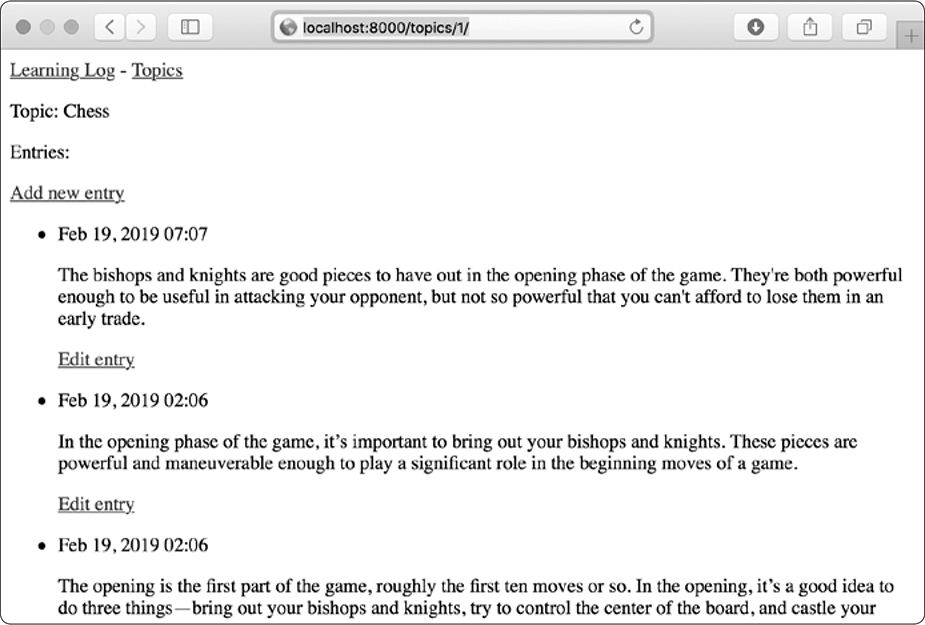 localhost:8000/topics/1/
Learning Log - Topics
Topic: Chess
Entries:
Add new entry
• Feb 19, 2019 07:07
The bishops and knights are good pieces to have out in the opening phase of the game. They're both powerful
enough to be useful in attacking your opponent, but not so powerful that you can't afford to lose them in an
early trade.
Edit entry
• Feb 19, 2019 02:06
In the opening phase of the game, it’s important to bring out your bishops and knights. These pieces are
powerful and maneuverable enough to play a significant role in the beginning moves of a game.
Edit entry
• Feb 19, 2019 02:06
The opening is the first part of the game, roughly the first ten moves or so. In the opening, it’s a good idea to
do three things—bring out your bishops and knights, try to control the center of the board, and castle your